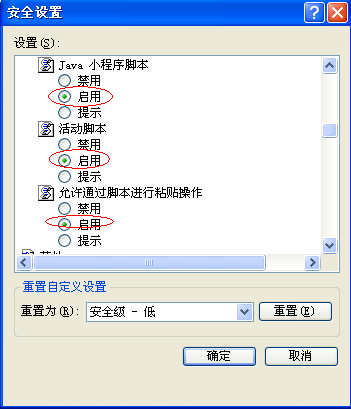 安全设置
设置(S):
Java 小程序脚本
禁用
启用
提示
活动脚本
禁用
启用
提示
允许通过脚本进行粘贴操作
禁用
启用
提示
重置自定义设置
重置为(R): 安全级 - 低 重置(E)
确定 取消